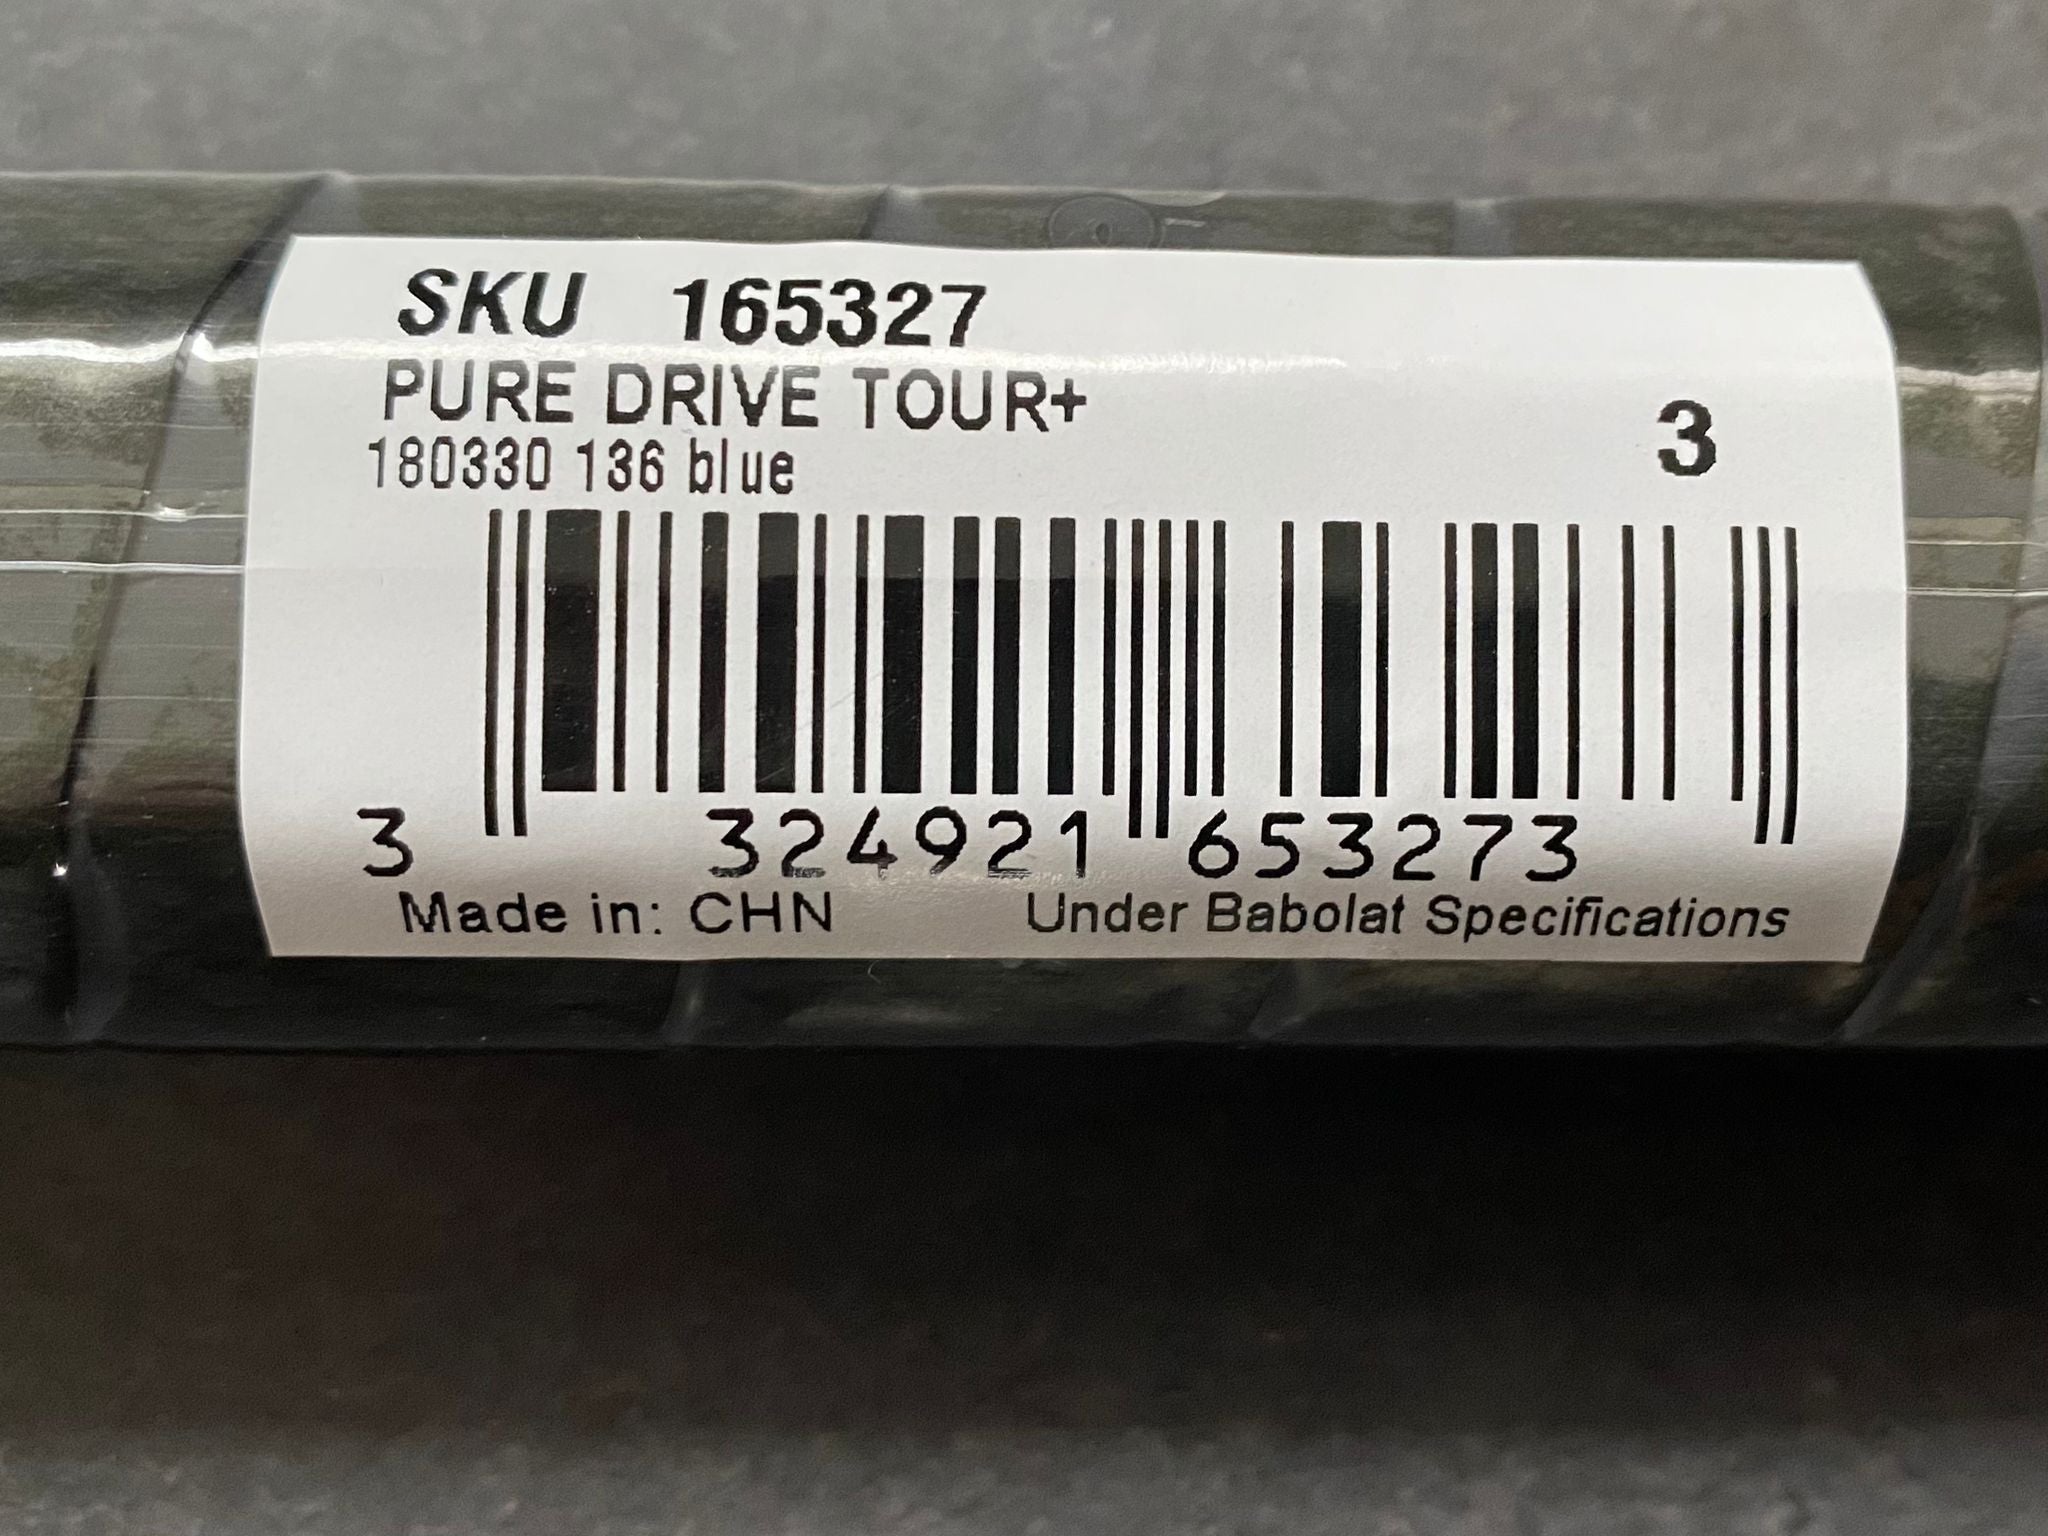 SKU 165327
PURE DRIVE TOUR+
180330 136 blue
3
3 324921 653273
Made in: CHN Under Babolat Specifications